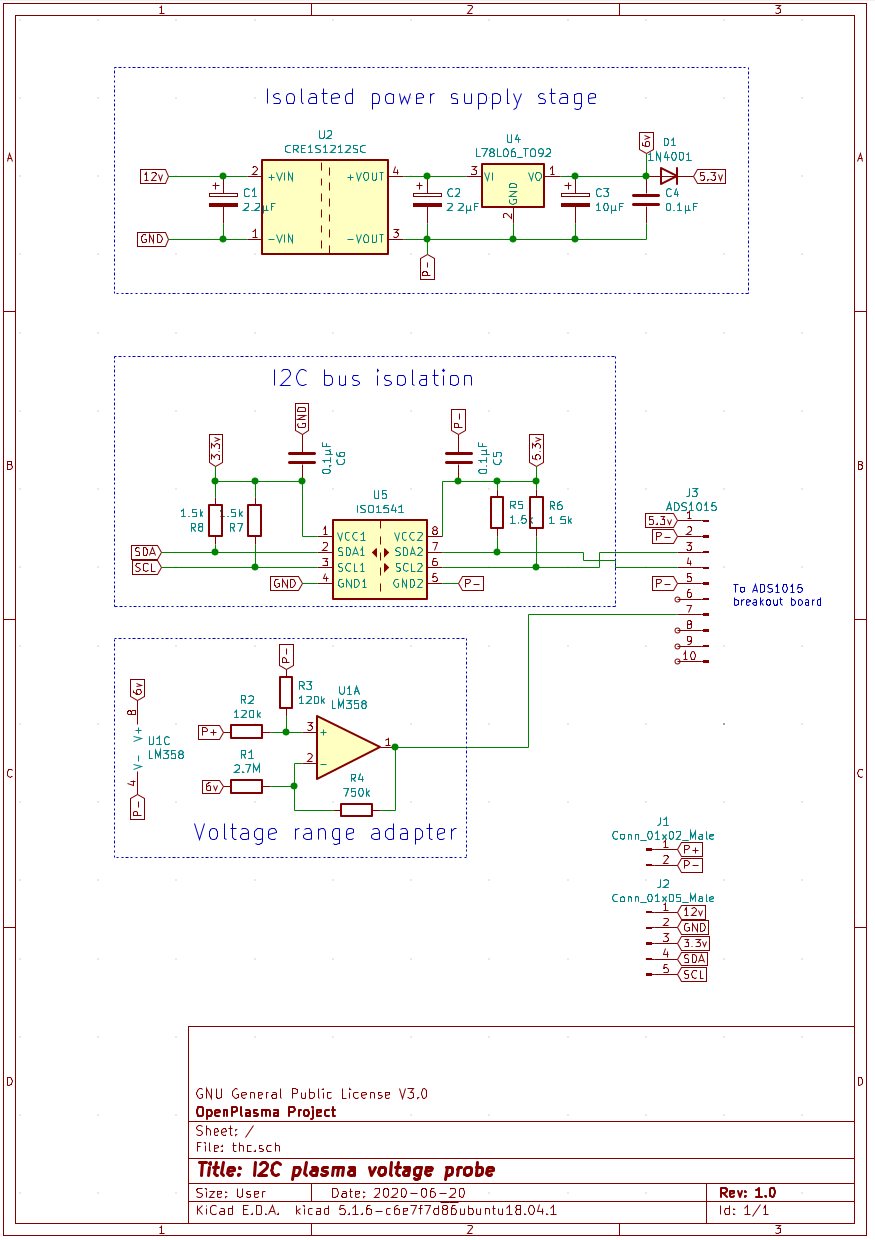 1 2 3
A A
Isolated power supply stage
U2
CRE1S1212SC
U4
L78L06_TO92
6v
D1
1N4001
12v 2 +VIN +VOUT 4 3 VI VO 1 5.3v
C1
2.2µF
C2
2.2µF
GND
2
C3
10µF
C4
0.1µF
GND 1 -VIN -VOUT 3
P-
I2C bus isolation
B B
3.3v
GND
0.1µF
C6
P-
0.1µF
C5
5.3v
1.5k
R8
1.5k
R7
U5
ISO1541
R5
1.5k
R6
1.5k
1 VCC1 VCC2 8
SDA 2 SDA1 SDA2 7
SCL 3 SCL1 SCL2 6
GND 4 GND1 GND2 5 P-
J3
ADS1015
5.3v 1
P- 2
3
4
P- 5
6
7
8
9
10
To ADS1015
breakout board
C C
6v
8
V+
V-
4
P-
U1C
LM358
P-
R3
120k
R2
120k
P+
U1A
LM358
3 +
2 -
1
R1
2.7M
6v
R4
750k
Voltage range adapter
J1
Conn_01x02_Male
1 P+
2 P-
J2
Conn_01x05_Male
1 12v
2 GND
3 3.3v
4 SDA
5 SCL
D D
GNU General Public License V3.0
OpenPlasma Project
Sheet: /
File: thc.sch
Title: I2C plasma voltage probe
Size: User Date: 2020-06-20 Rev: 1.0
KiCad E.D.A. kicad 5.1.6-c6e7f7d86ubuntu18.04.1 Id: 1/1
1 2 3